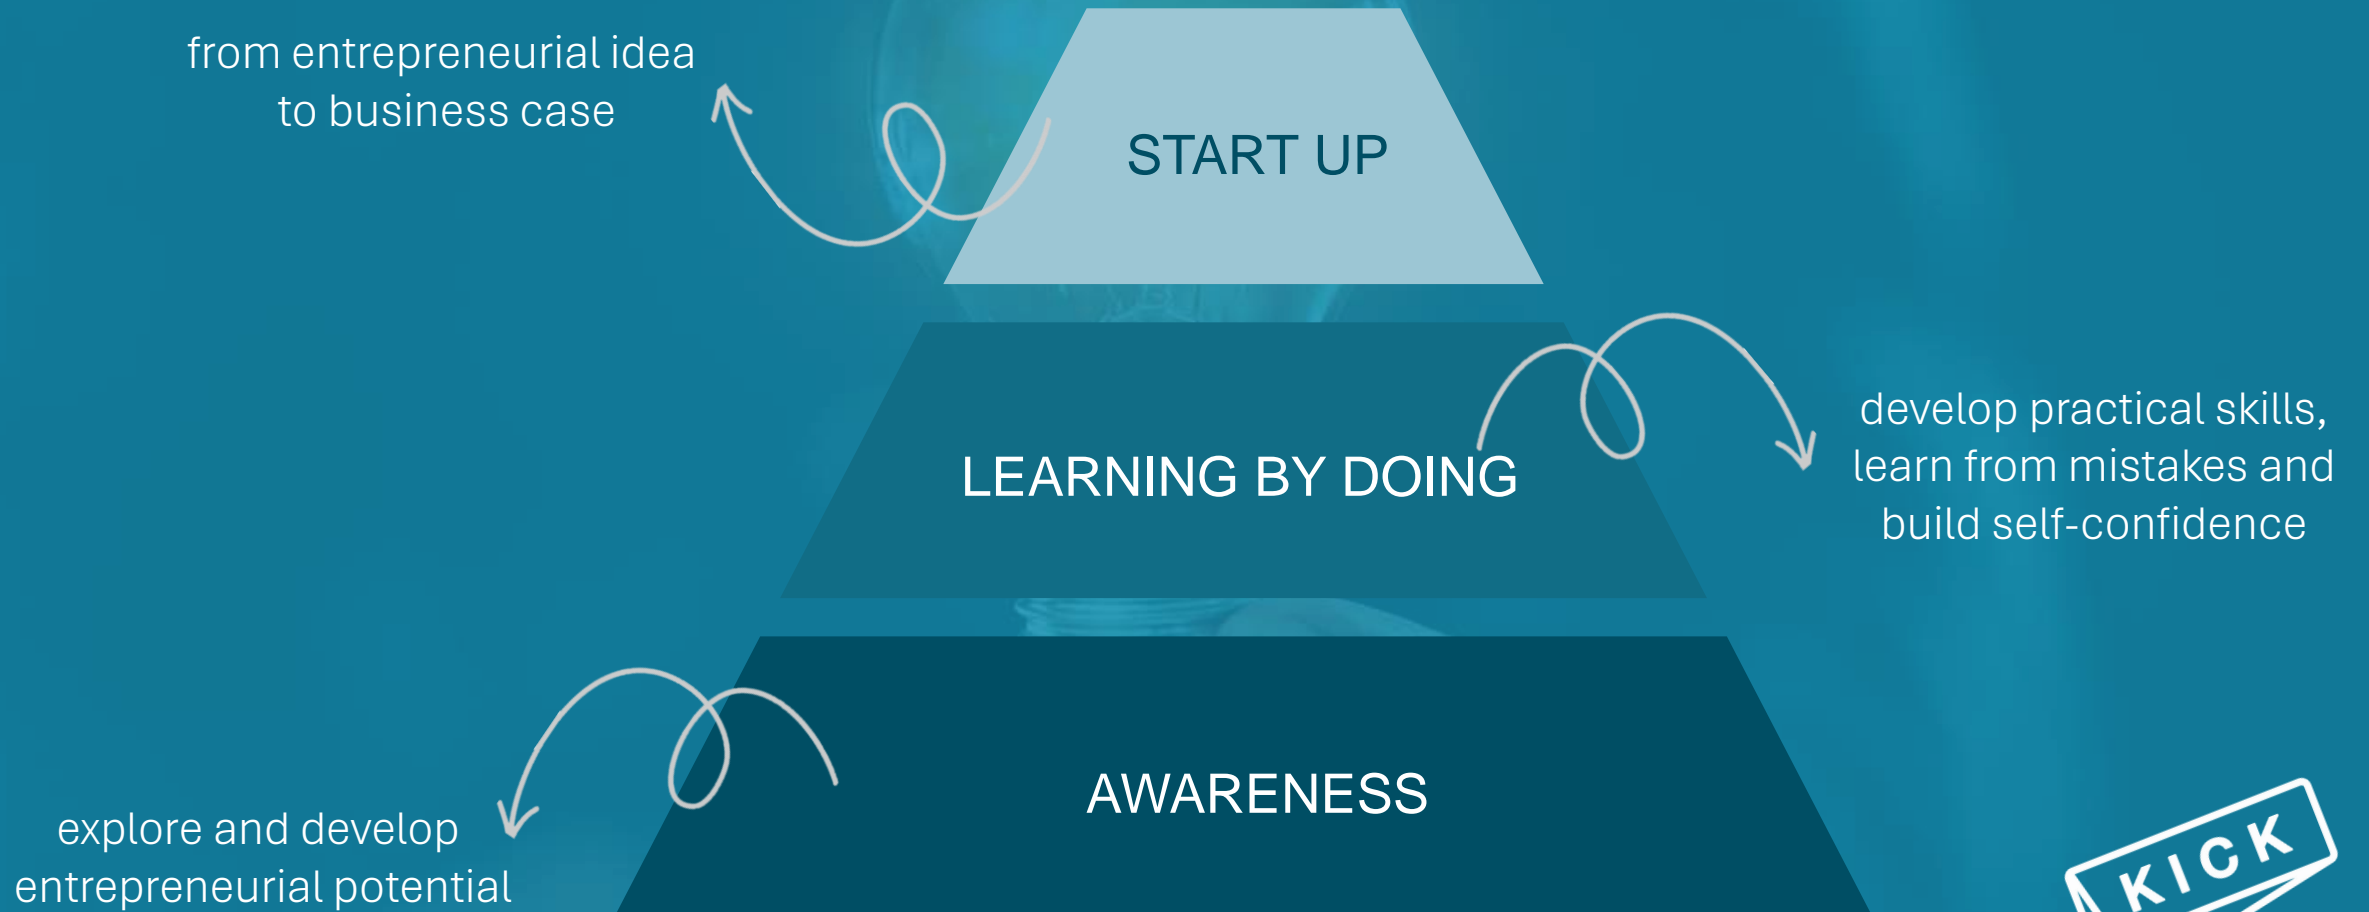 from entrepreneurial idea
to business case
START UP
LEARNING BY DOING
develop practical skills,
learn from mistakes and
build self-confidence
AWARENESS
explore and develop
entrepreneurial potential
KICK